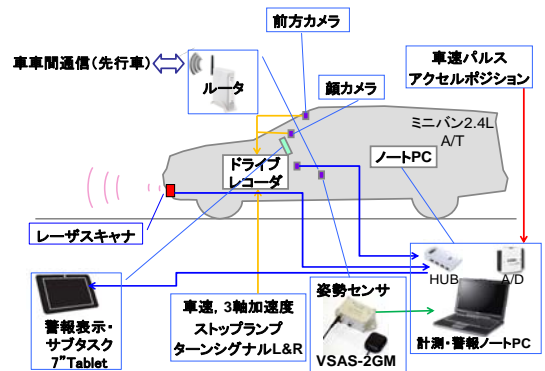 前方カメラ
車車間通信(先行車)
ルータ
顔カメラ
車速パルス
アクセルポジション
ミニバン2.4L
A/T
ドライブ
レコーダ
ノートPC
レーザスキャナ
HUB
A/D
警報表示・
サブタスク
7"Tablet
車速,3軸加速度
ストップランプ
ターンシグナルL&R
姿勢センサ
VSAS-2GM
計測・警報ノートPC